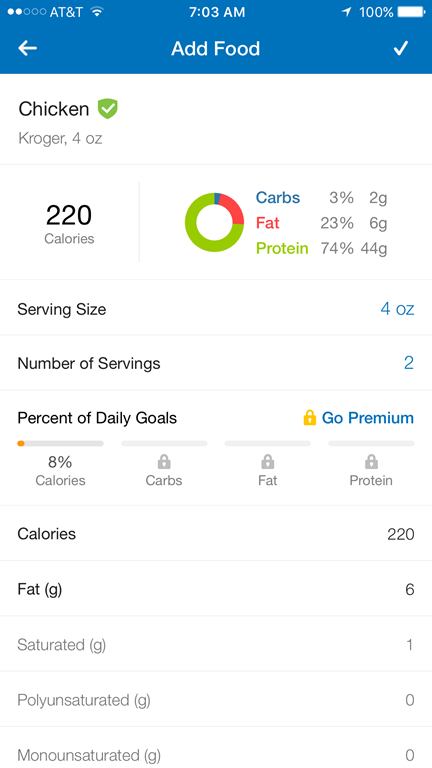 AT&T 7:03 AM 100%
Add Food
Chicken
Kroger, 4 oz
220
Calories
Carbs 3% 2g
Fat 23% 6g
Protein 74% 44g
Serving Size 4 oz
Number of Servings 2
Percent of Daily Goals Go Premium
8%
Calories Carbs Fat Protein
Calories 220
Fat (g) 6
Saturated (g) 1
Polyunsaturated (g) 0
Monounsaturated (g) 0